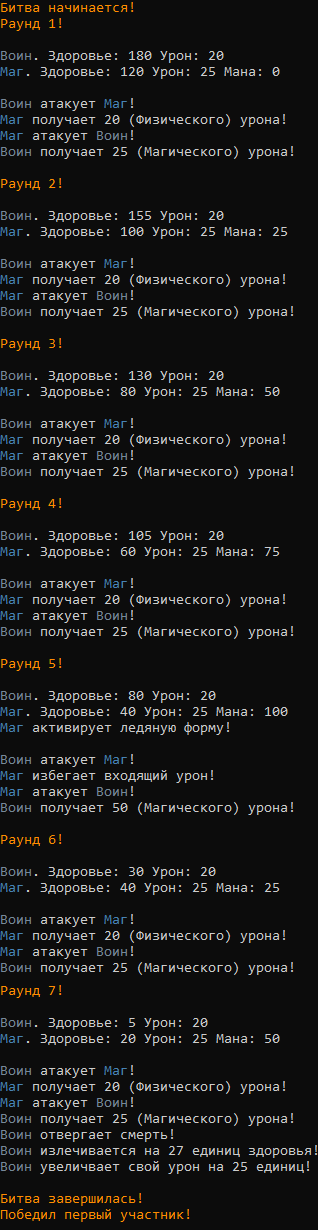 Битва начинается!
Раунд 1!
Воин. Здоровье: 180 Урон: 20
Маг. Здоровье: 120 Урон: 25 Мана: 0
Воин атакует Маг!
Маг получает 20 (Физического) урона!
Маг атакует Воин!
Воин получает 25 (Магического) урона!
Раунд 2!
Воин. Здоровье: 155 Урон: 20
Маг. Здоровье: 100 Урон: 25 Мана: 25
Воин атакует Маг!
Маг получает 20 (Физического) урона!
Маг атакует Воин!
Воин получает 25 (Магического) урона!
Раунд 3!
Воин. Здоровье: 130 Урон: 20
Маг. Здоровье: 80 Урон: 25 Мана: 50
Воин атакует Маг!
Маг получает 20 (Физического) урона!
Маг атакует Воин!
Воин получает 25 (Магического) урона!
Раунд 4!
Воин. Здоровье: 105 Урон: 20
Маг. Здоровье: 60 Урон: 25 Мана: 75
Воин атакует Маг!
Маг получает 20 (Физического) урона!
Маг атакует Воин!
Воин получает 25 (Магического) урона!
Раунд 5!
Воин. Здоровье: 80 Урон: 20
Маг. Здоровье: 40 Урон: 25 Мана: 100
Маг активирует ледяную форму!
Воин атакует Маг!
Маг избегает входящий урон!
Маг атакует Воин!
Воин получает 50 (Магического) урона!
Раунд 6!
Воин. Здоровье: 30 Урон: 20
Маг. Здоровье: 40 Урон: 25 Мана: 25
Воин атакует Маг!
Маг получает 20 (Физического) урона!
Маг атакует Воин!
Воин получает 25 (Магического) урона!
Раунд 7!
Воин. Здоровье: 5 Урон: 20
Маг. Здоровье: 20 Урон: 25 Мана: 50
Воин атакует Маг!
Маг получает 20 (Физического) урона!
Маг атакует Воин!
Воин получает 25 (Магического) урона!
Воин отвергает смерть!
Воин излечивается на 27 единиц здоровья!
Воин увеличвает свой урон на 25 единиц!
Битва завершилась!
Победил первый участник!